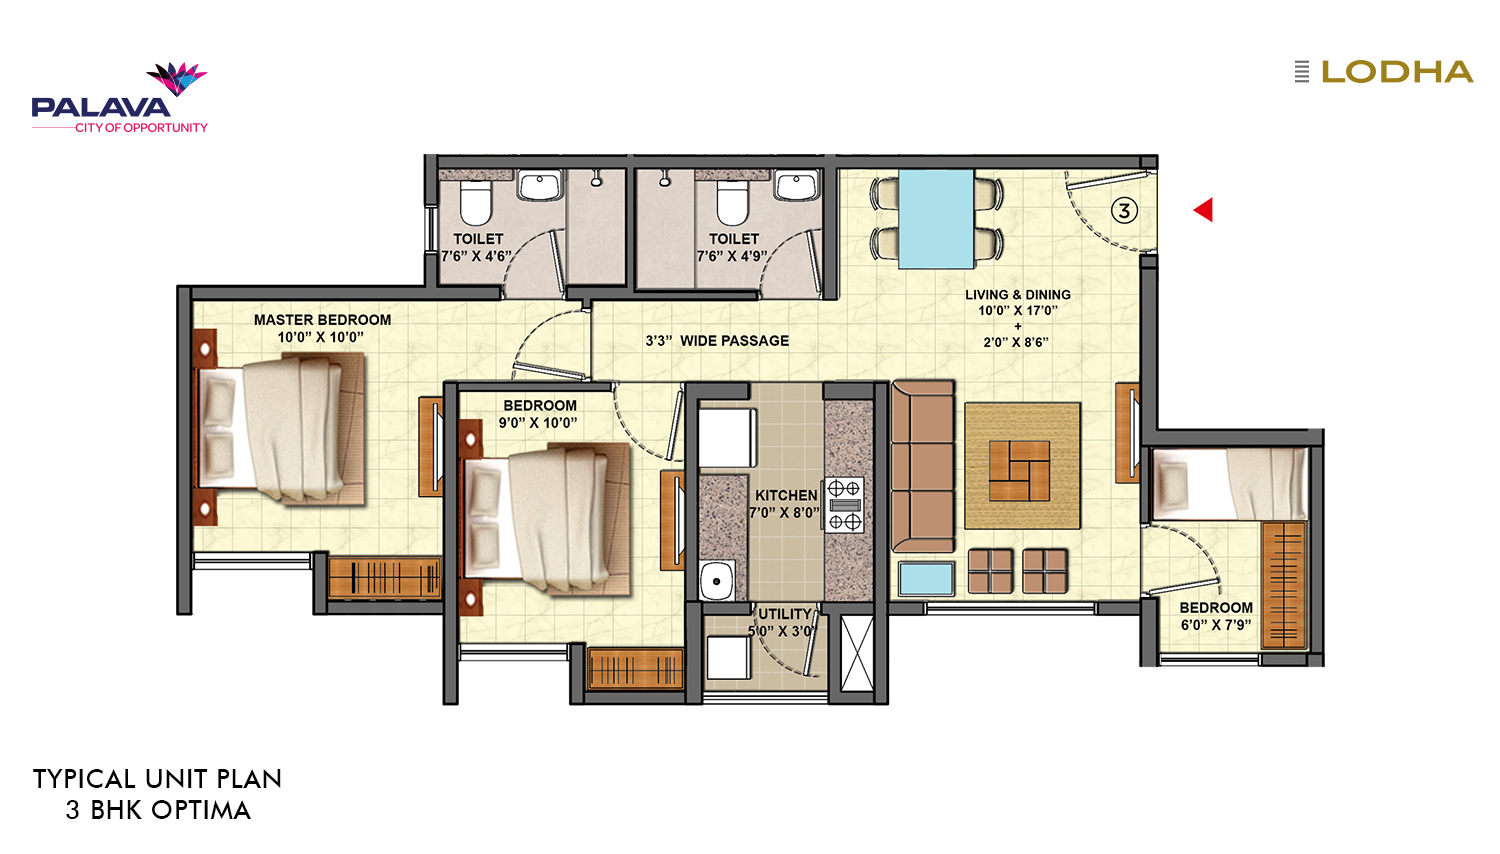 PALAVA
CITY OF OPPORTUNITY
LODHA
TOILET
7'6" X 4'6"
TOILET
7'6" X 4'9"
3
LIVING & DINING
10'0" X 17'0"
+
2'0" X 8'6"
MASTER BEDROOM
10'0" X 10'0"
3'3" WIDE PASSAGE
BEDROOM
9'0" X 10'0"
KITCHEN
7'0" X 8'0"
UTILITY
5'0" X 3'0"
BEDROOM
6'0" X 7'9"
TYPICAL UNIT PLAN
3 BHK OPTIMA